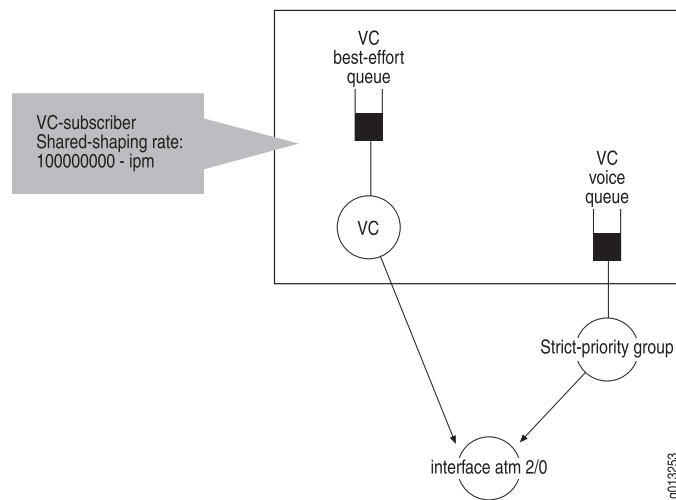 VC
best-effort
queue
VC-subscriber
Shared-shaping rate:
100000000 - ipm
VC
voice
queue
VC
Strict-priority group
interface atm 2/0
g013253